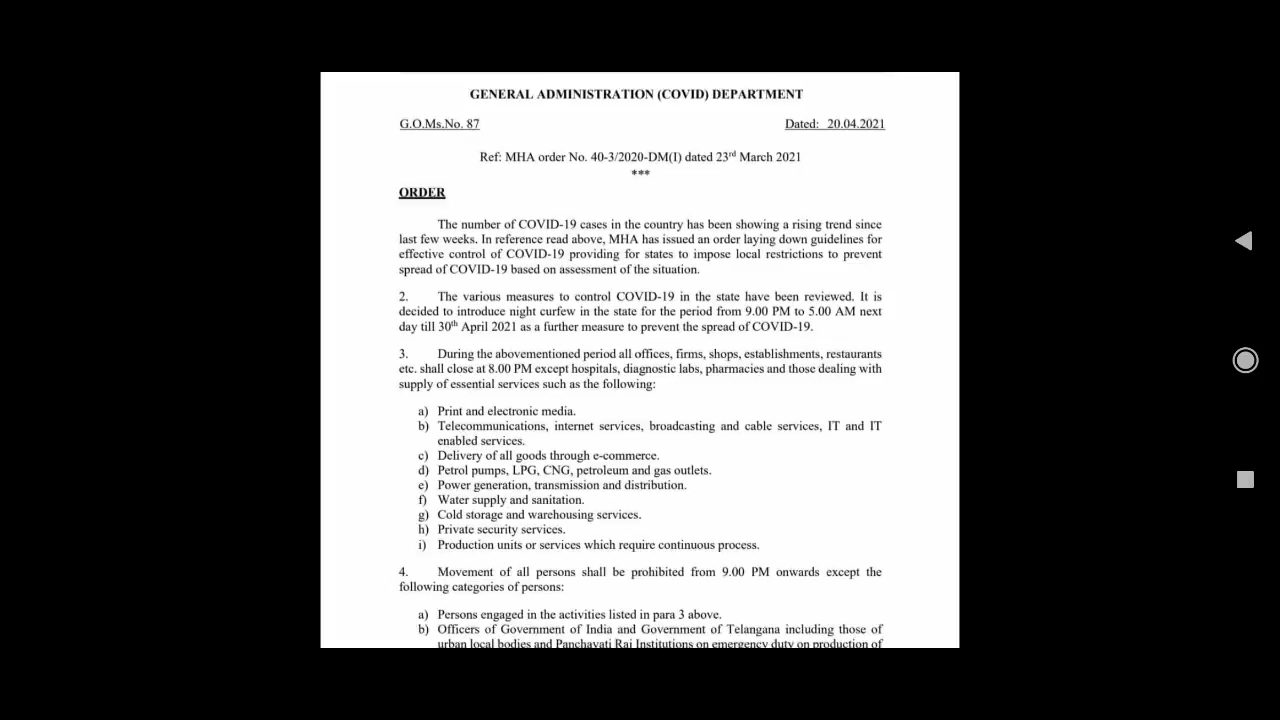 GENERAL ADMINISTRATION (COVID) DEPARTMENT
G.O.Ms.No. 87 Dated: 20.04.2021
Ref: MHA order No. 40-3/2020-DM(I) dated 23rd March 2021
***
ORDER
The number of COVID-19 cases in the country has been showing a rising trend since
last few weeks. In reference read above, MHA has issued an order laying down guidelines for
effective control of COVID-19 providing for states to impose local restrictions to prevent
spread of COVID-19 based on assessment of the situation.
2. The various measures to control COVID-19 in the state have been reviewed. It is
decided to introduce night curfew in the state for the period from 9.00 PM to 5.00 AM next
day till 30th April 2021 as a further measure to prevent the spread of COVID-19.
3. During the abovementioned period all offices, firms, shops, establishments, restaurants
etc. shall close at 8.00 PM except hospitals, diagnostic labs, pharmacies and those dealing with
supply of essential services such as the following:
a) Print and electronic media.
b) Telecommunications, internet services, broadcasting and cable services, IT and IT
enabled services.
c) Delivery of all goods through e-commerce.
d) Petrol pumps, LPG, CNG, petroleum and gas outlets.
e) Power generation, transmission and distribution.
f) Water supply and sanitation.
g) Cold storage and warehousing services.
h) Private security services.
i) Production units or services which require continuous process.
4. Movement of all persons shall be prohibited from 9.00 PM onwards except the
following categories of persons:
a) Persons engaged in the activities listed in para 3 above.
b) Officers of Government of India and Government of Telangana including those of
urban local bodies and Panchayati Raj Institutions on emergency duty on production of